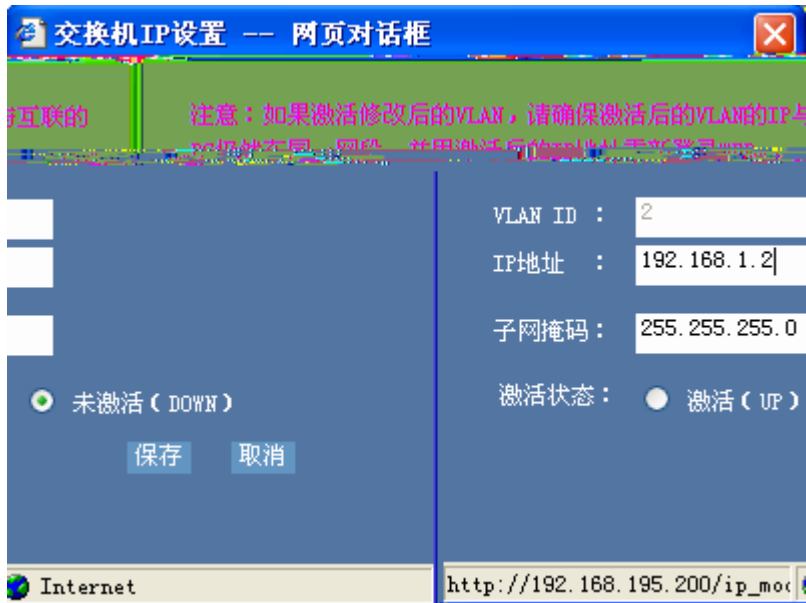 交换机IP设置 -- 网页对话框
互联的
注意:如果激活修改后的VLAN,请确保激活后的VLAN的IP与
VLAN ID :
2
IP地址 :
192.168.1.2
子网掩码:
255.255.255.0
未激活(DOWN)
激活状态:
激活(UP)
保存
取消
Internet
http://192.168.195.200/ip_mo